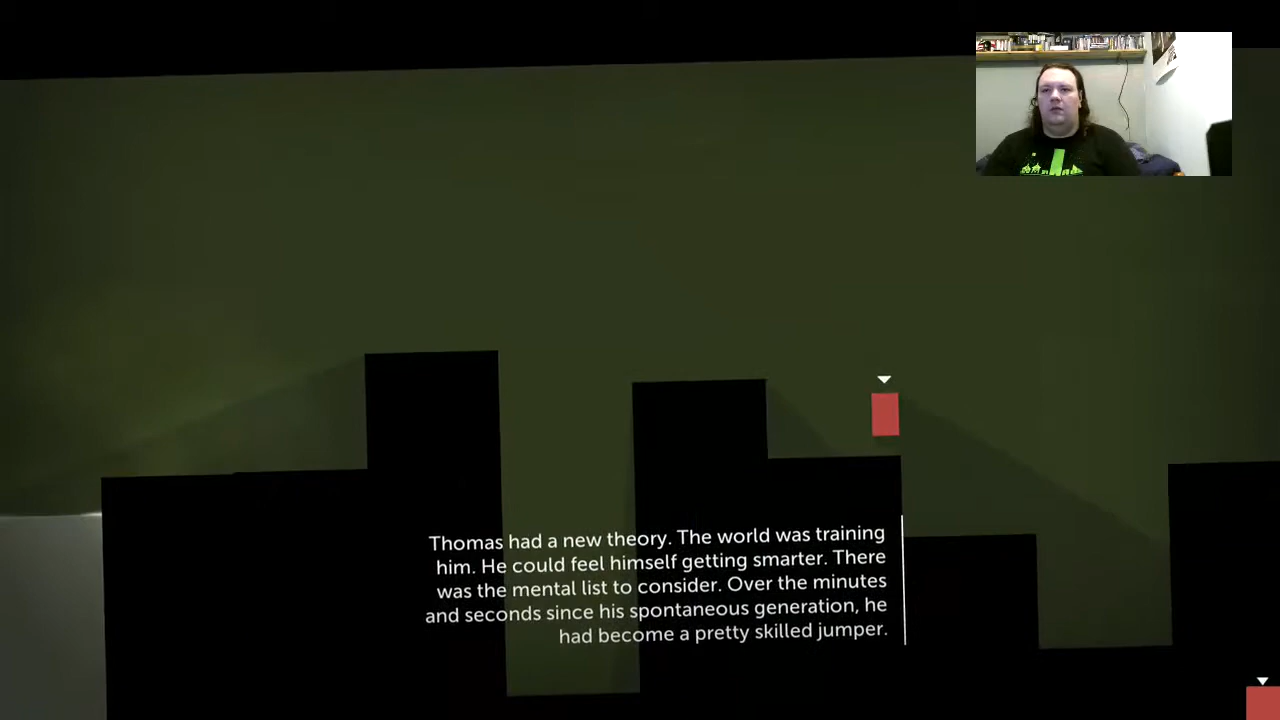 Thomas had a new theory. The world was training
him. He could feel himself getting smarter. There
was the mental list to consider. Over the minutes
and seconds since his spontaneous generation, he
had become a pretty skilled jumper.